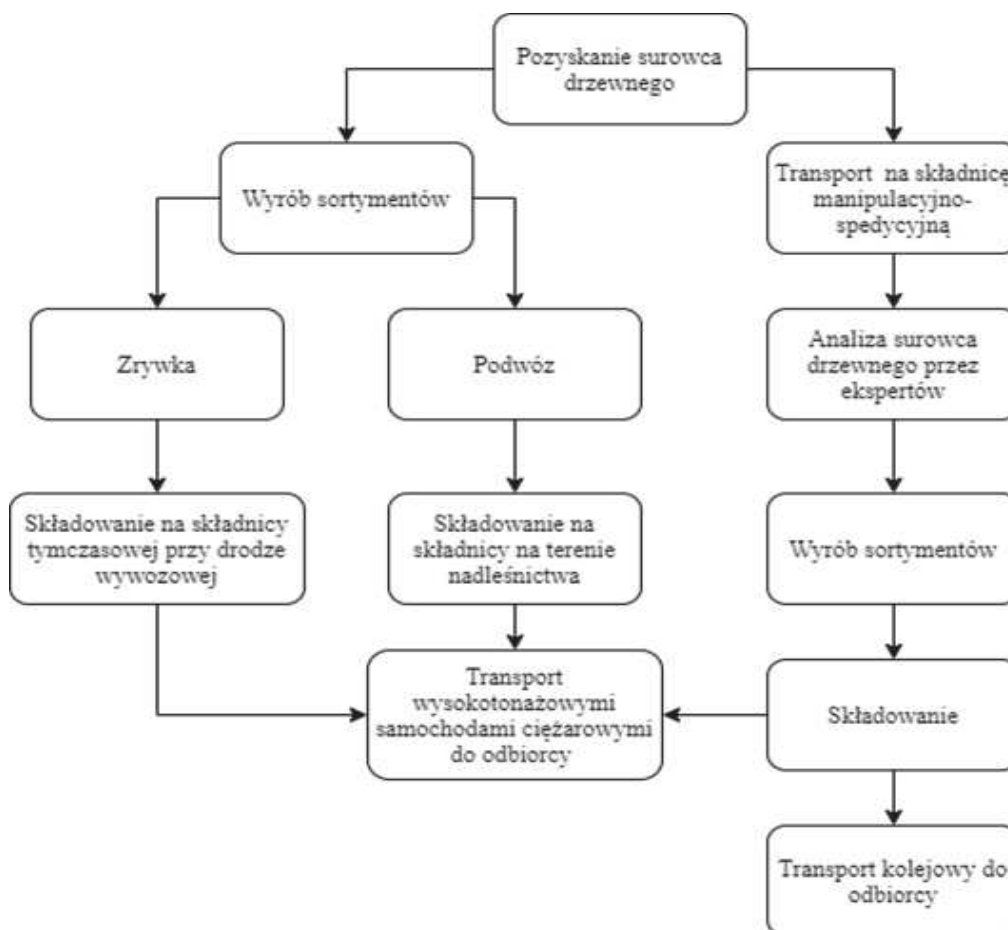 Pozyskanie surowca
drzewnego
Wyrób sortymentów
Transport na składnicę
manipulacyjno-
spedycyjną
Zrywka
Podwóz
Analiza surowca
drzewnego przez
ekspertów
Składowanie na składnicy
tymczasowej przy drodze
wywozowej
Składowanie na
składnicy na terenie
nadleśnictwa
Wyrób sortymentów
Transport
wysokotonażowymi
samochodami ciężarowymi
do odbiorcy
Składowanie
Transport kolejowy do
odbiorcy